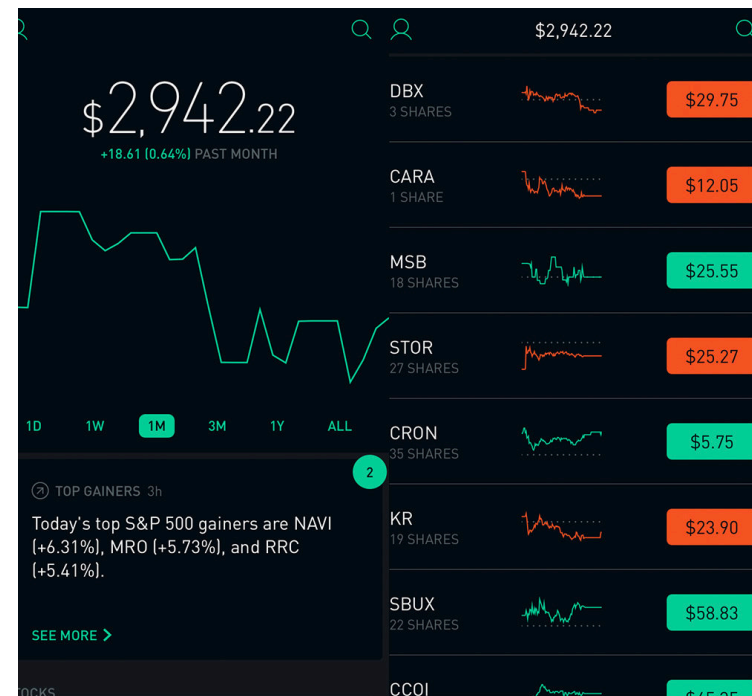 $2,942.22
+18.61 (0.64%) PAST MONTH
1D 1W 1M 3M 1Y ALL
2
TOP GAINERS 3h
Today's top S&P 500 gainers are NAVI
(+6.31%), MRO (+5.73%), and RRC
(+5.41%).
SEE MORE
$2,942.22
DBX
3 SHARES
$29.75
CARA
1 SHARE
$12.05
MSB
18 SHARES
$25.55
STOR
27 SHARES
$25.27
CRON
35 SHARES
$5.75
KR
19 SHARES
$23.90
SBUX
22 SHARES
$58.83
CCOI